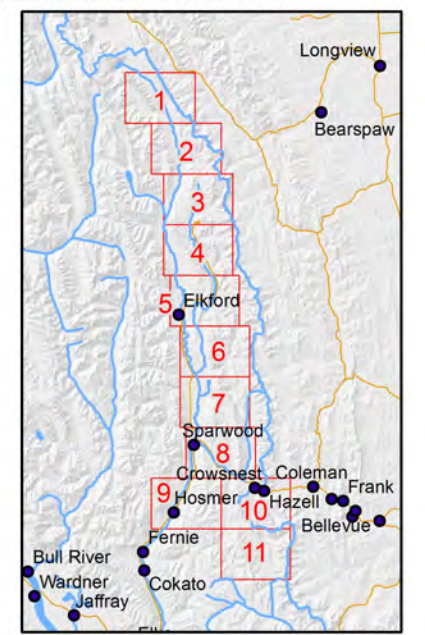 Longview
1
Bearspaw
2
3
4
5 Elkford
6
7
Sparwood
8
Crowsnest Coleman
9 Hosmer 10 Hazell Frank
Bellevue
Fernie 11
Bull River
Cokato
Wardner
Jaffray